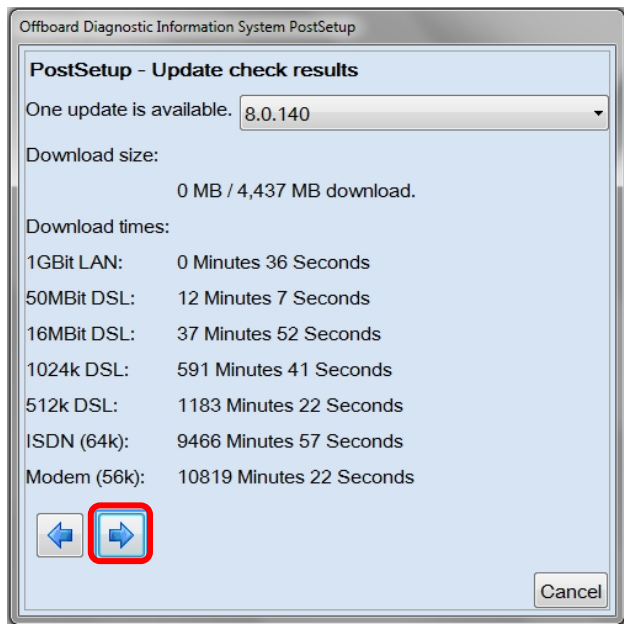 Offboard Diagnostic Information System PostSetup
PostSetup - Update check results
One update is available. 8.0.140
Download size:
0 MB / 4,437 MB download.
Download times:
1GBit LAN: 0 Minutes 36 Seconds
50MBit DSL: 12 Minutes 7 Seconds
16MBit DSL: 37 Minutes 52 Seconds
1024k DSL: 591 Minutes 41 Seconds
512k DSL: 1183 Minutes 22 Seconds
ISDN (64k): 9466 Minutes 57 Seconds
Modem (56k): 10819 Minutes 22 Seconds
Cancel